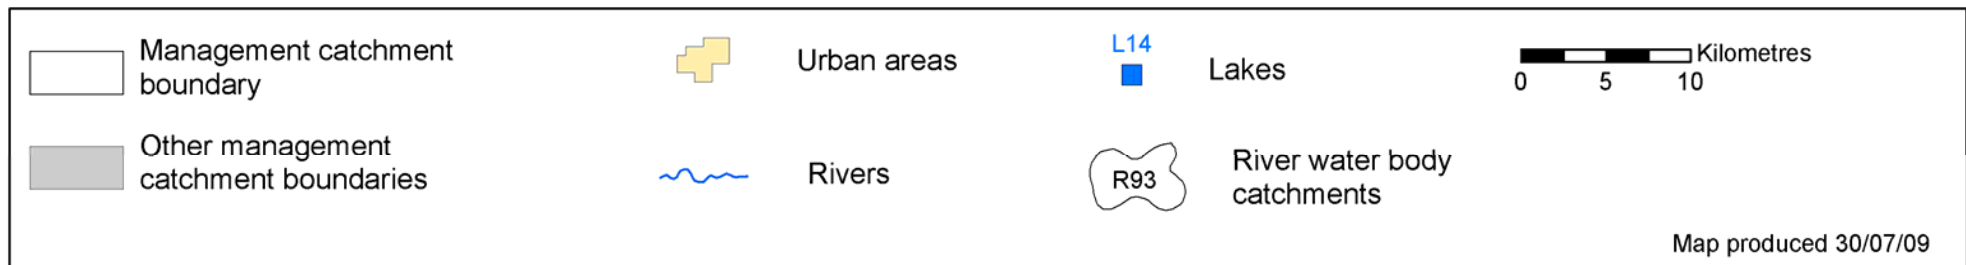 Management catchment
boundary
Urban areas
L14
Lakes
Kilometres
0 5 10
Other management
catchment boundaries
Rivers
R93
River water body
catchments
Map produced 30/07/09